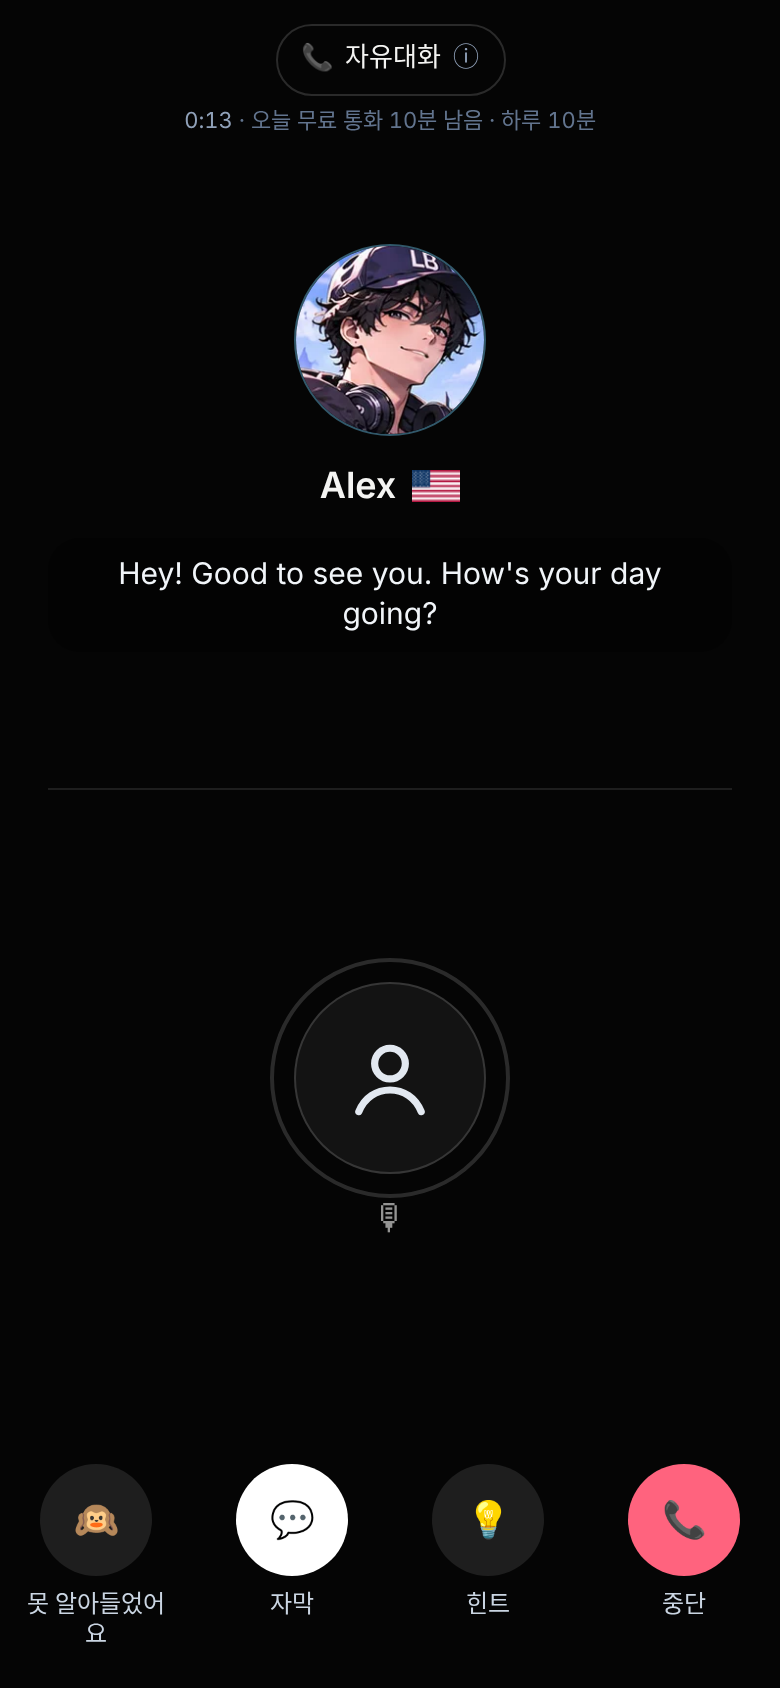 📞 자유대화 ⓘ
0:13 · 오늘 무료 통화 10분 남음 · 하루 10분
LB
Alex 🇺🇸
Hey! Good to see you. How's your day
going?
못 알아들었어
요
자막
힌트
중단